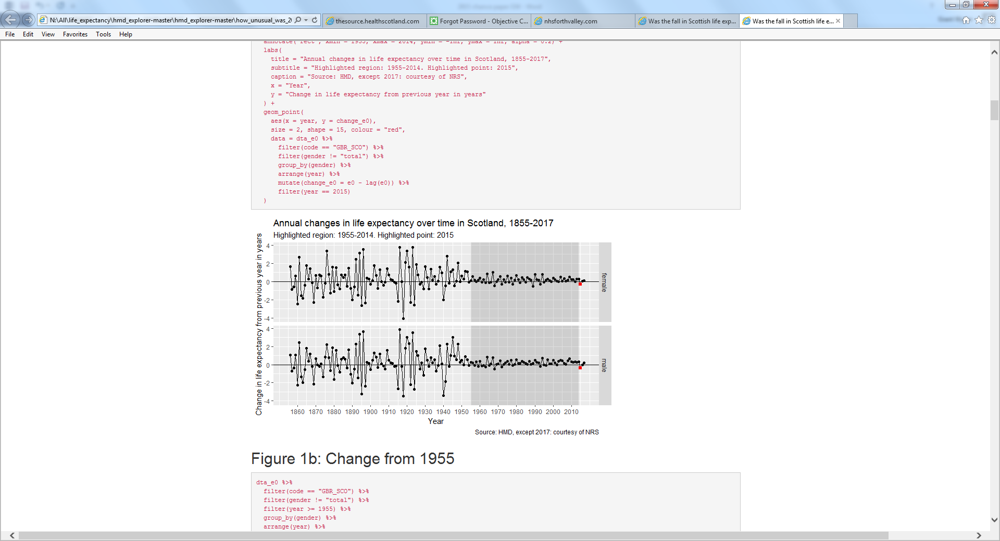 N:\All\life_expectancy\hmd_explorer-master\hmd_explorer-master\how_unusual_was_2
thesource.healthscotland.com
Forgot Password - Objective C...
nhsforthvalley.com
Was the fall in Scottish life exp...
Was the fall in Scottish life e...
File Edit View Favorites Tools Help
annotate("rect", xmin = 1955, xmax = 2014, ymin = -Inf, ymax = Inf, alpha = 0.2) +
labs(
title = "Annual changes in life expectancy over time in Scotland, 1855-2017",
subtitle = "Highlighted region: 1955-2014. Highlighted point: 2015",
caption = "Source: HMD, except 2017: courtesy of NRS",
x = "Year",
y = "Change in life expectancy from previous year in years"
) +
geom_point(
aes(x = year, y = change_e0),
size = 2, shape = 15, colour = "red",
data = dta_e0 %>%
filter(code == "GBR_SCO") %>%
filter(gender != "total") %>%
group_by(gender) %>%
arrange(year) %>%
mutate(change_e0 = e0 - lag(e0)) %>%
filter(year == 2015)
)
Annual changes in life expectancy over time in Scotland, 1855-2017
Highlighted region: 1955-2014. Highlighted point: 2015
Change in life expectancy from previous year in years
4
2
0
-2
-4
female
4
2
0
-2
-4
male
1860 1870 1880 1890 1900 1910 1920 1930 1940 1950 1960 1970 1980 1990 2000 2010
Year
Source: HMD, except 2017: courtesy of NRS
Figure 1b: Change from 1955
dta_e0 %>%
filter(code == "GBR_SCO") %>%
filter(gender != "total") %>%
filter(year >= 1955) %>%
group_by(gender) %>%
arrange(year) %>%